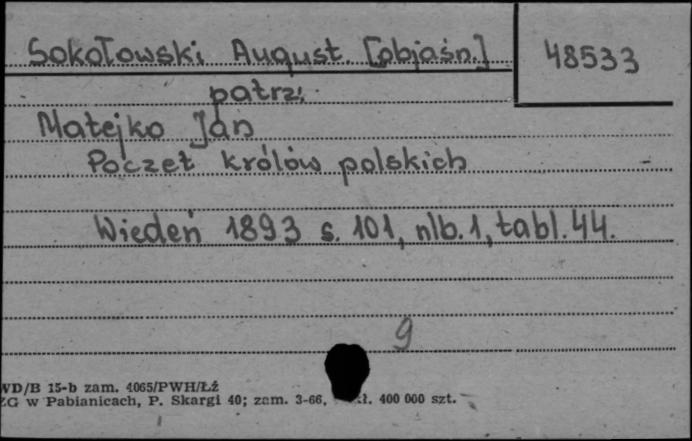 Sokołowski August. [objaśn.]
48533
patrz:
Matejko Jan
Poczet królów polskich
Wiedeń 1893 s. 101, nlb. 1, tabl. 44.
9
WD/B 15-b zam. 4065/PWH/ŁŹ
ZG w Pabianicach, P. Skargi 40; zam. 3-66, 400 000 szt.